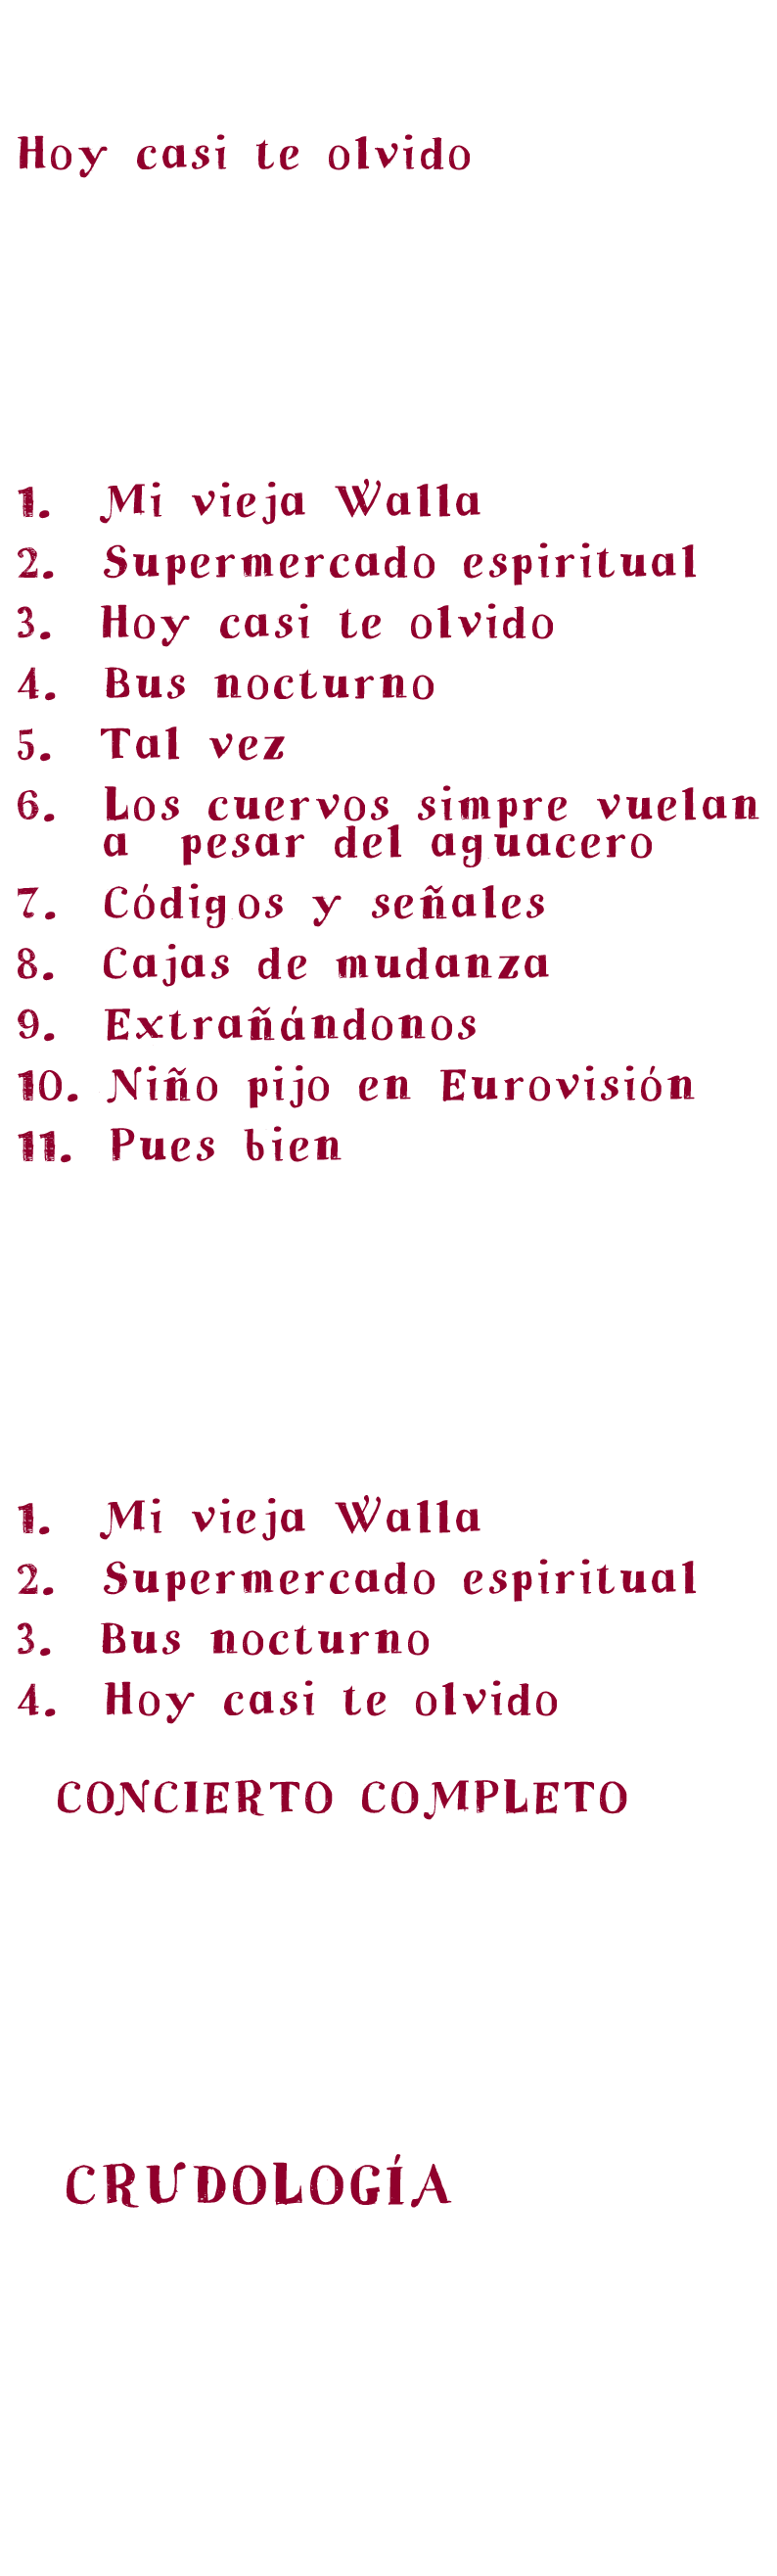 Hoy casi te olvido
1. Mi vieja Walla
2. Supermercado espiritual
3. Hoy casi te olvido
4. Bus nocturno
5. Tal vez
6. Los cuervos simpre vuelan
a pesar del aguacero
7. Códigos y señales
8. Cajas de mudanza
9. Extrañándonos
10. Niño pijo en Eurovisión
11. Pues bien
1. Mi vieja Walla
2. Supermercado espiritual
3. Bus nocturno
4. Hoy casi te olvido
CONCIERTO COMPLETO
CRUDOLOGÍA